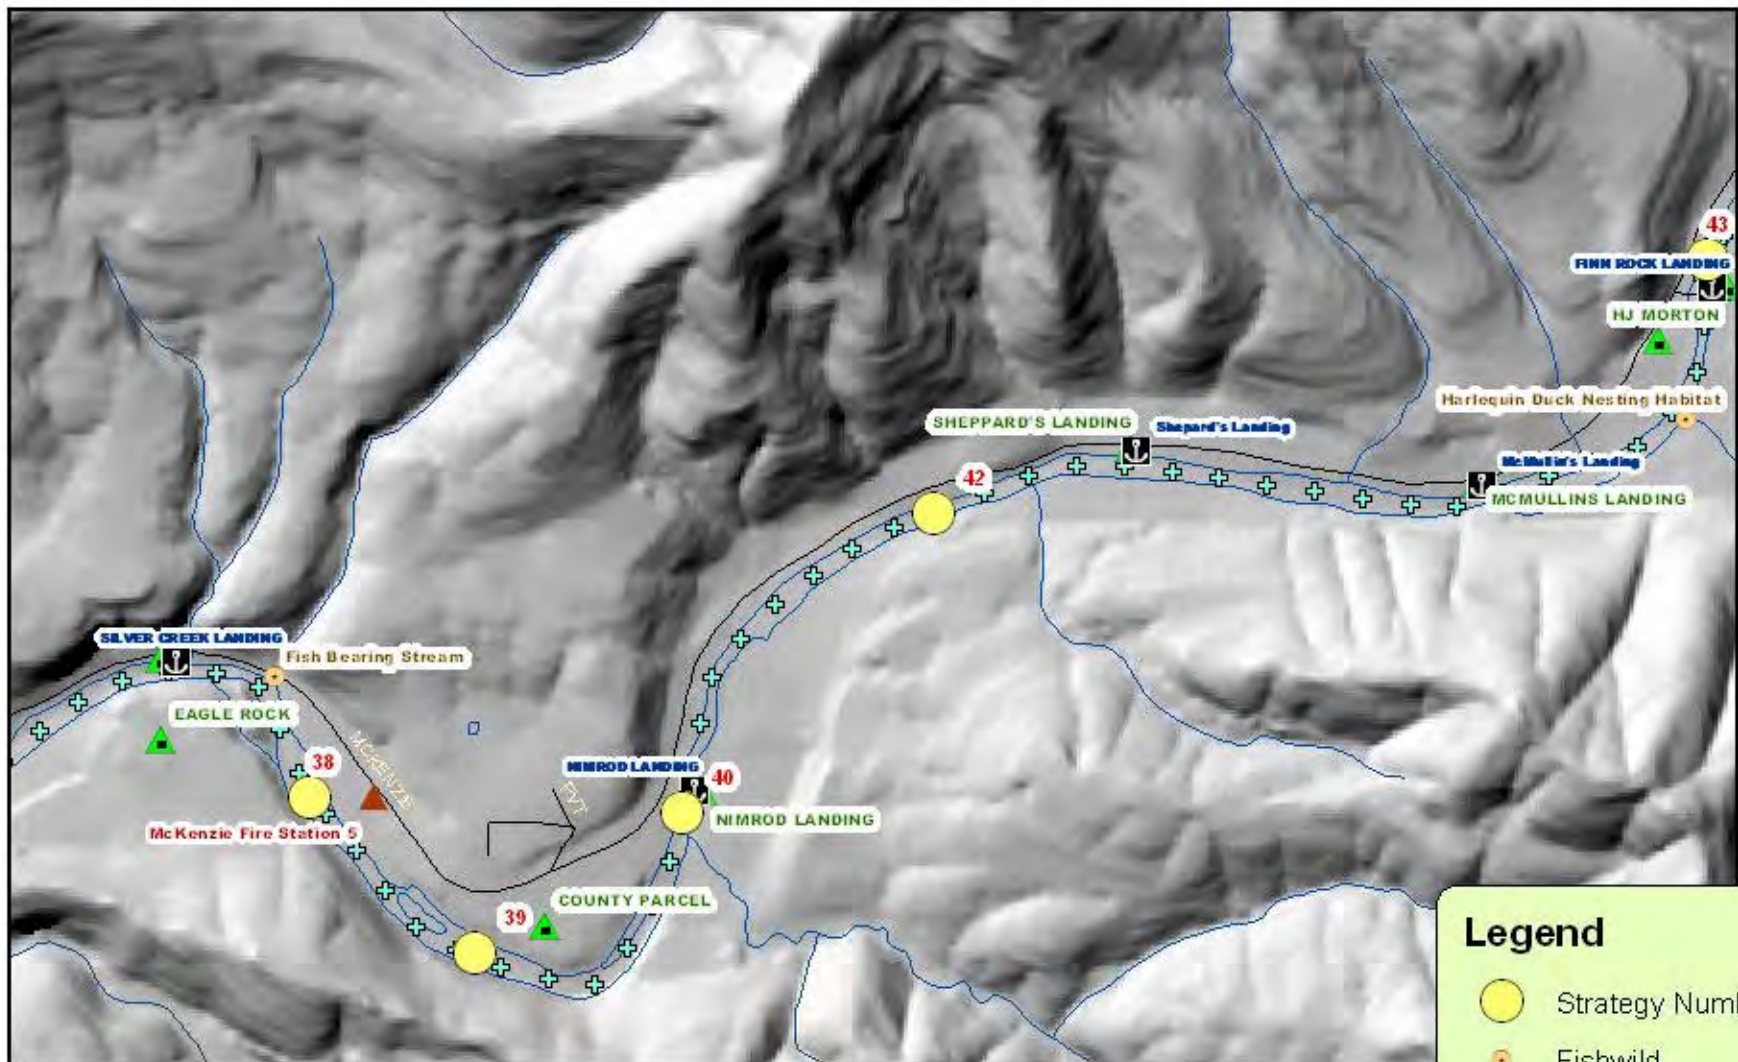 43
FINN ROCK LANDING
HJ MORTON
Harlequin Duck Nesting Habitat
SHEPPARD'S LANDING
Shepard's Landing
McMullin's Landing
42
MCMULLINS LANDING
SILVER CREEK LANDING
Fish Bearing Stream
EAGLE ROCK
MCKENZIE
38
NIMROD LANDING
40
PVT
McKenzie Fire Station 5
NIMROD LANDING
COUNTY PARCEL
39
Legend
Strategy Num
Fishwild